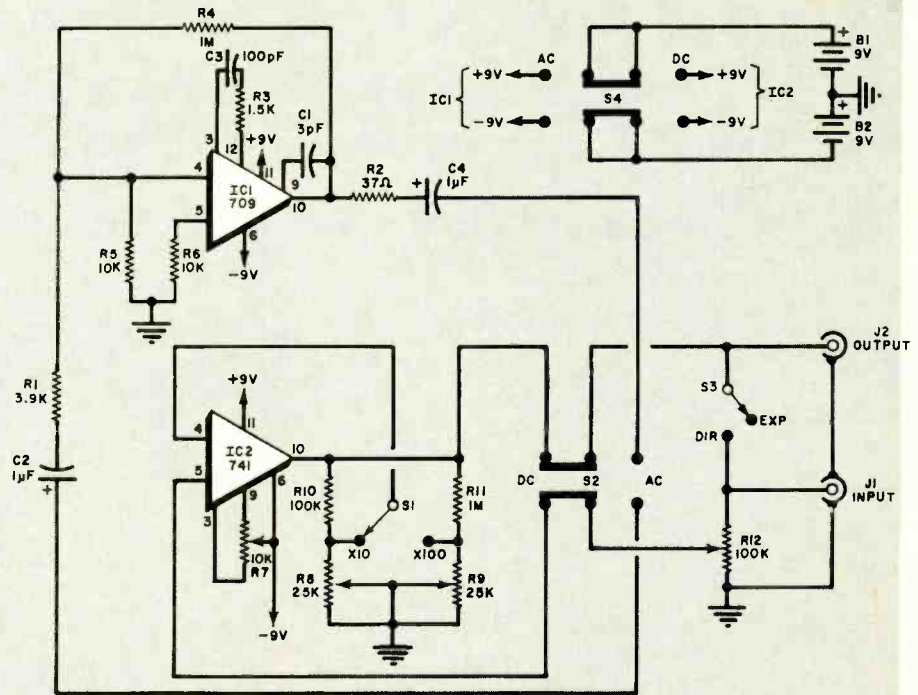 R4
1M
C3
100pF
R3
1.5K
+9V
C1
3pF
3
12
11
4
9
IC1
709
10
5
6
R5
10K
R6
10K
-9V
R2
37Ω
+
C4
1µF
AC
DC
+9V
+9V
IC1
S4
IC2
-9V
-9V
+
B1
9V
+
B2
9V
R1
3.9K
C2
1µF
+
+9V
4
11
IC2
741
10
5
9
6
3
10K
R7
-9V
R10
100K
S1
X10
R8
25K
R11
1M
X100
R9
25K
DC
S2
AC
J2
OUTPUT
S3
EXP
DIR
J1
INPUT
R12
100K